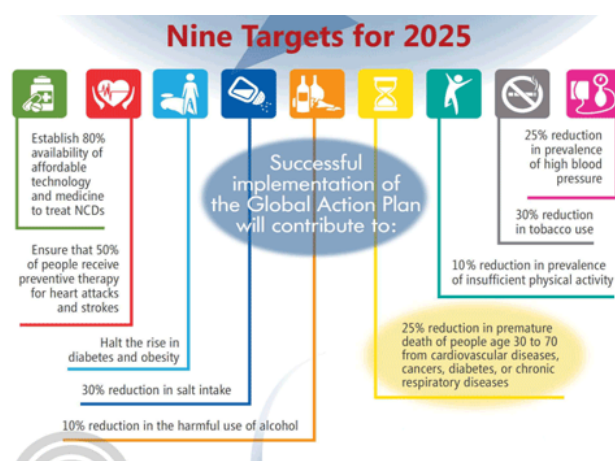 Nine Targets for 2025
Establish 80%
availability of
affordable
technology
and medicine
to treat NCDs
Ensure that 50%
of people receive
preventive therapy
for heart attacks
and strokes
Halt the rise in
diabetes and obesity
30% reduction in salt intake
10% reduction in the harmful use of alcohol
Successful
implementation of
the Global Action Plan
will contribute to:
25% reduction in premature
death of people age 30 to 70
from cardiovascular diseases,
cancers, diabetes, or chronic
respiratory diseases
10% reduction in prevalence
of insufficient physical activity
30% reduction
in tobacco use
25% reduction
in prevalence
of high blood
pressure